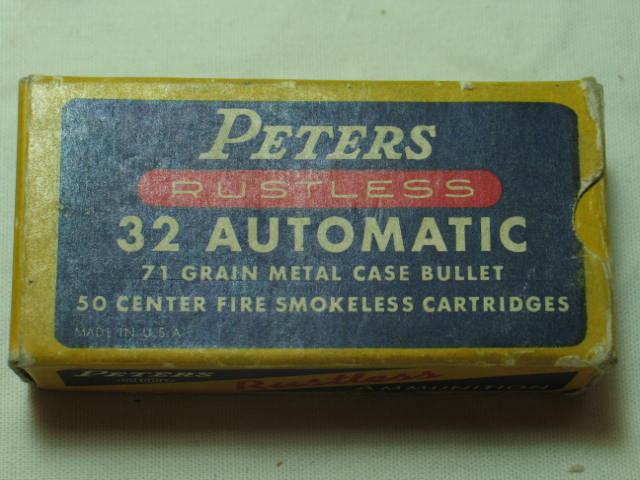 PETERS
RUSTLESS
32 AUTOMATIC
71 GRAIN METAL CASE BULLET
50 CENTER FIRE SMOKELESS CARTRIDGES
MADE IN U.S.A.
PETERS
Rustless
AMMUNITION